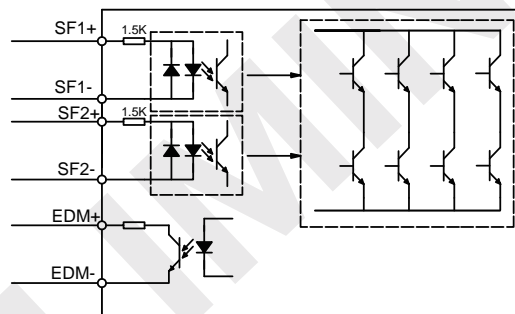 SF1+
1.5K
SF1-
SF2+
1.5K
SF2-
EDM+
EDM-